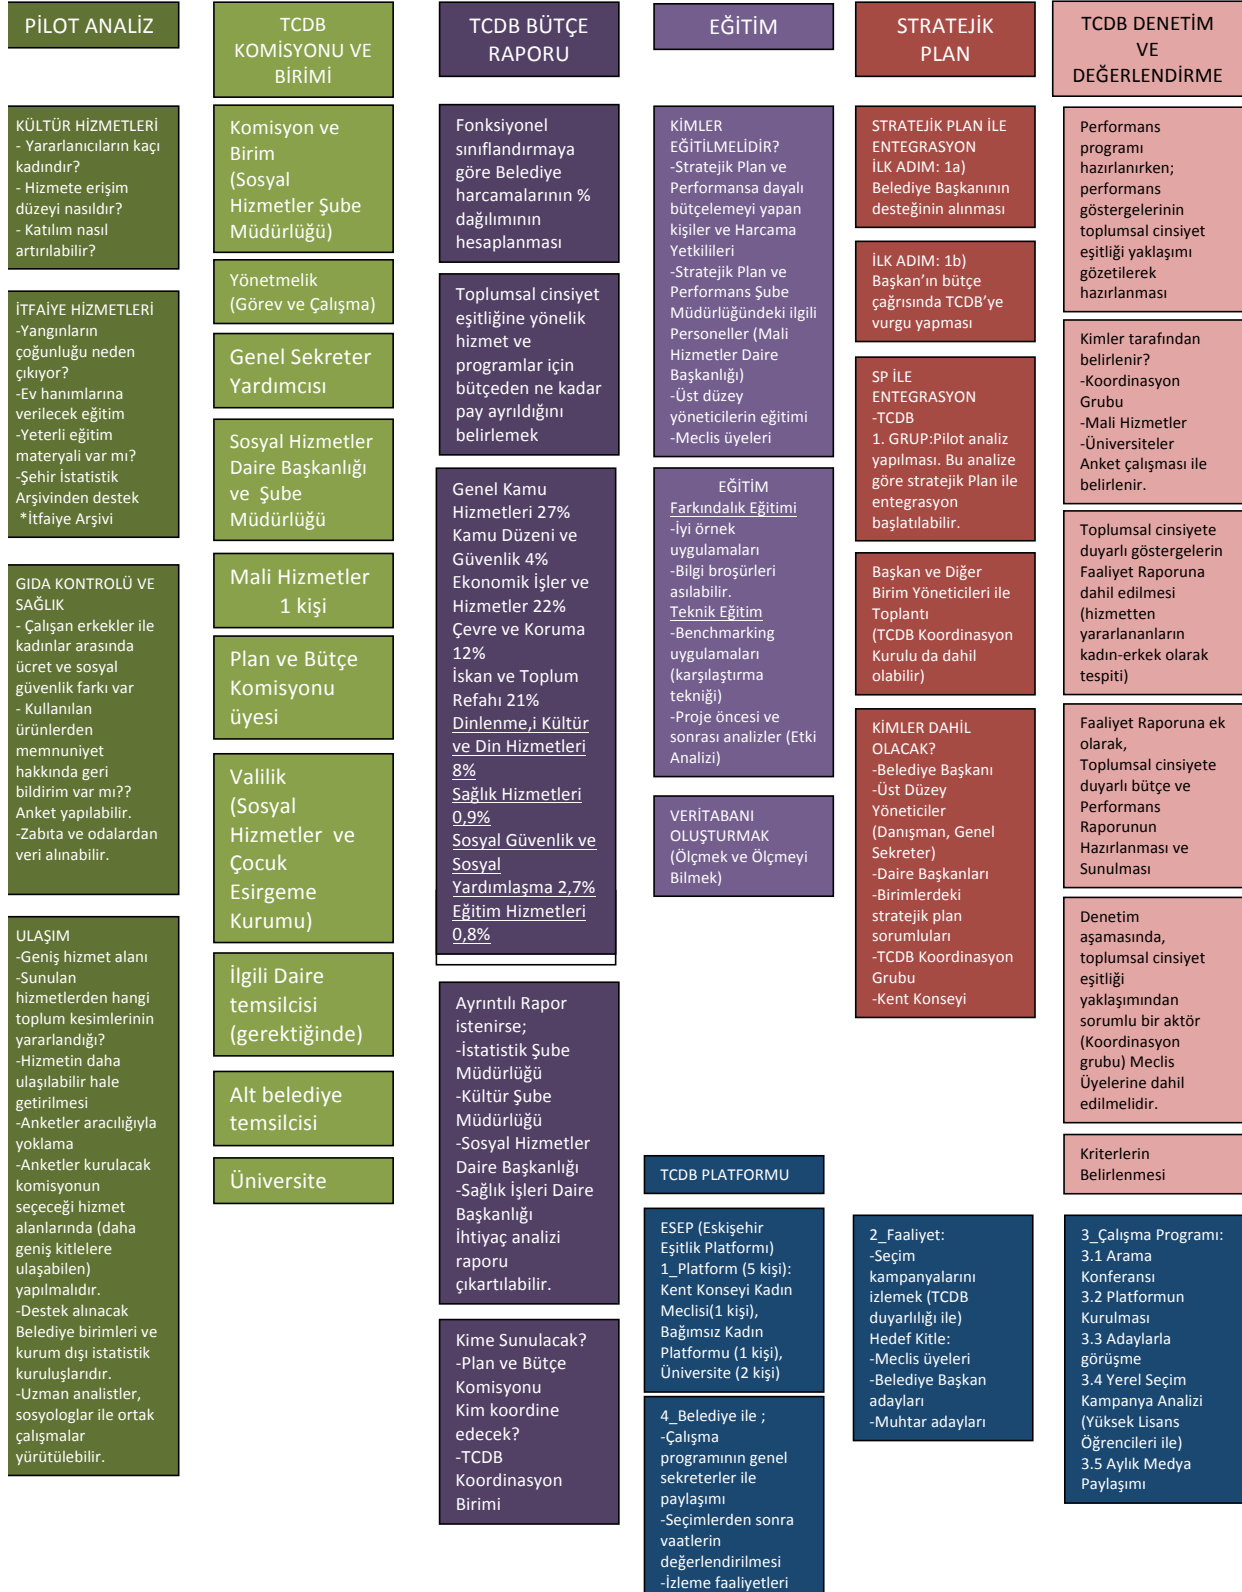 PİLOT ANALİZ
KÜLTÜR HİZMETLERİ
- Yararlanıcıların kaçı
kadındır?
- Hizmete erişim
düzeyi nasıldır?
- Katılım nasıl
artırılabilir?
İTFAİYE HİZMETLERİ
-Yangınların
çoğunluğu neden
çıkıyor?
-Ev hanımlarına
verilecek eğitim
-Yeterli eğitim
materyali var mı?
-Şehir İstatistik
Arşivinden destek
*İtfaiye Arşivi
GIDA KONTROLÜ VE
SAĞLIK
- Çalışan erkekler ile
kadınlar arasında
ücret ve sosyal
güvenlik farkı var
- Kullanılan
ürünlerden
memnuniyet
hakkında geri
bildirim var mı??
Anket yapılabilir.
-Zabıta ve odalardan
veri alınabilir.
ULAŞIM
-Geniş hizmet alanı
-Sunulan
hizmetlerden hangi
toplum kesimlerinin
yararlandığı?
-Hizmetin daha
ulaşılabilir hale
getirilmesi
-Anketler aracılığıyla
yoklama
-Anketler kurulacak
komisyonun
seçeceği hizmet
alanlarında (daha
geniş kitlelere
ulaşabilen)
yapılmalıdır.
-Destek alınacak
Belediye birimleri ve
kurum dışı istatistik
kuruluşlarıdır.
-Uzman analistler,
sosyologlar ile ortak
çalışmalar
yürütülebilir.
TCDB
KOMİSYONU VE
BİRİMİ
Komisyon ve
Birim
(Sosyal
Hizmetler Şube
Müdürlüğü)
Yönetmelik
(Görev ve Çalışma)
Genel Sekreter
Yardımcısı
Sosyal Hizmetler
Daire Başkanlığı
ve Şube
Müdürlüğü
Mali Hizmetler
1 kişi
Plan ve Bütçe
Komisyonu
üyesi
Valilik
(Sosyal
Hizmetler ve
Çocuk
Esirgeme
Kurumu)
İlgili Daire
temsilcisi
(gerektiğinde)
Alt belediye
temsilcisi
Üniversite
TCDB BÜTÇE
RAPORU
Fonksiyonel
sınıflandırmaya
göre Belediye
harcamalarının %
dağılımının
hesaplanması
Toplumsal cinsiyet
eşitliğine yönelik
hizmet ve
programlar için
bütçeden ne kadar
pay ayrıldığını
belirlemek
Genel Kamu
Hizmetleri 27%
Kamu Düzeni ve
Güvenlik 4%
Ekonomik İşler ve
Hizmetler 22%
Çevre ve Koruma
12%
İskan ve Toplum
Refahı 21%
Dinlenme,i Kültür
ve Din Hizmetleri
8%
Sağlık Hizmetleri
0,9%
Sosyal Güvenlik ve
Sosyal
Yardımlaşma 2,7%
Eğitim Hizmetleri
0,8%
Ayrıntılı Rapor
istenirse;
-İstatistik Şube
Müdürlüğü
-Kültür Şube
Müdürlüğü
-Sosyal Hizmetler
Daire Başkanlığı
-Sağlık İşleri Daire
Başkanlığı
İhtiyaç analizi
raporu
çıkartılabilir.
Kime Sunulacak?
-Plan ve Bütçe
Komisyonu
Kim koordine
edecek?
-TCDB
Koordinasyon
Birimi
EĞİTİM
KİMLER
EĞİTİLMELİDİR?
-Stratejik Plan ve
Performansa dayalı
bütçelemeyi yapan
kişiler ve Harcama
Yetkilileri
-Stratejik Plan ve
Performans Şube
Müdürlüğündeki ilgili
Personeller (Mali
Hizmetler Daire
Başkanlığı)
-Üst düzey
yöneticilerin eğitimi
-Meclis üyeleri
EĞİTİM
Farkındalık Eğitimi
-İyi örnek
uygulamaları
-Bilgi broşürleri
asılabilir.
Teknik Eğitim
-Benchmarking
uygulamaları
(karşılaştırma
tekniği)
-Proje öncesi ve
sonrası analizler (Etki
Analizi)
VERİTABANI
OLUŞTURMAK
(Ölçmek ve Ölçmeyi
Bilmek)
STRATEJİK
PLAN
STRATEJİK PLAN İLE
ENTEGRASYON
İLK ADIM: 1a)
Belediye Başkanının
desteğinin alınması
İLK ADIM: 1b)
Başkan'ın bütçe
çağrısında TCDB'ye
vurgu yapması
SP İLE
ENTEGRASYON
-TCDB
1. GRUP:Pilot analiz
yapılması. Bu analize
göre stratejik Plan ile
entegrasyon
başlatılabilir.
Başkan ve Diğer
Birim Yöneticileri ile
Toplantı
(TCDB Koordinasyon
Kurulu da dahil
olabilir)
KİMLER DAHİL
OLACAK?
-Belediye Başkanı
-Üst Düzey
Yöneticiler
(Danışman, Genel
Sekreter)
-Daire Başkanları
-Birimlerdeki
stratejik plan
sorumluları
-TCDB Koordinasyon
Grubu
-Kent Konseyi
TCDB DENETİM
VE
DEĞERLENDİRME
Performans
programı
hazırlanırken;
performans
göstergelerinin
toplumsal cinsiyet
eşitliği yaklaşımı
gözetilerek
hazırlanması
Kimler tarafından
belirlenir?
-Koordinasyon
Grubu
-Mali Hizmetler
-Üniversiteler
Anket çalışması ile
belirlenir.
Toplumsal cinsiyete
duyarlı göstergelerin
Faaliyet Raporuna
dahil edilmesi
(hizmetten
yararlananların
kadın-erkek olarak
tespiti)
Faaliyet Raporuna ek
olarak,
Toplumsal cinsiyete
duyarlı bütçe ve
Performans
Raporunun
Hazırlanması ve
Sunulması
Denetim
aşamasında,
toplumsal cinsiyet
eşitliği
yaklaşımından
sorumlu bir aktör
(Koordinasyon
grubu) Meclis
Üyelerine dahil
edilmelidir.
Kriterlerin
Belirlenmesi
TCDB PLATFORMU
ESEP (Eskişehir
Eşitlik Platformı)
1_Platform (5 kişi):
Kent Konseyi Kadın
Meclisi(1 kişi),
Bağımsız Kadın
Platformu (1 kişi),
Üniversite (2 kişi)
2_Faaliyet:
-Seçim
kampanyalarını
izlemek (TCDB
duyarlılığı ile)
Hedef Kitle:
-Meclis üyeleri
-Belediye Başkan
adayları
-Muhtar adayları
3_Çalışma Programı:
3.1 Arama
Konferansı
3.2 Platformun
Kurulması
3.3 Adaylarla
görüşme
3.4 Yerel Seçim
Kampanya Analizi
(Yüksek Lisans
Öğrencileri ile)
3.5 Aylık Medya
Paylaşımı
4_Belediye ile ;
-Çalışma
programının genel
sekreterler ile
paylaşımı
-Seçimlerden sonra
vaatlerin
değerlendirilmesi
-İzleme faaliyetleri